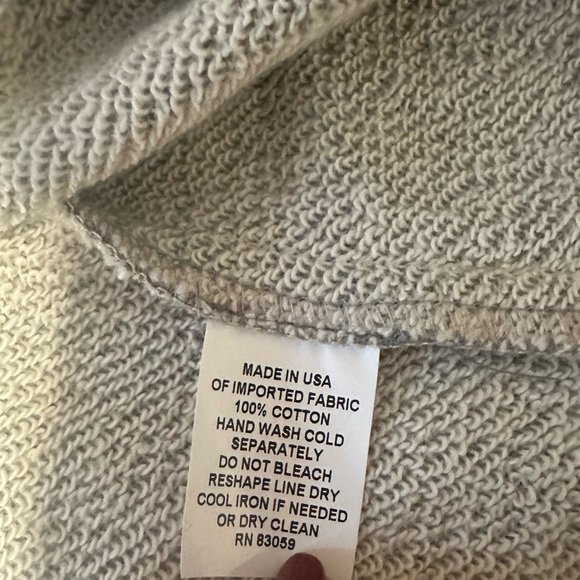 MADE IN USA
OF IMPORTED FABRIC
100% COTTON
HAND WASH COLD
SEPARATELY
DO NOT BLEACH
RESHAPE LINE DRY
COOL IRON IF NEEDED
OR DRY CLEAN
RN 83059